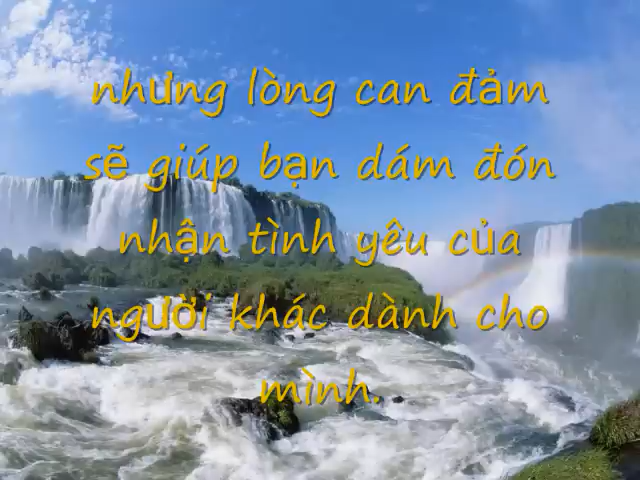 nhưng lòng can đảm
sẽ giúp bạn dám đón
nhận tình yêu của
người khác dành cho
mình.